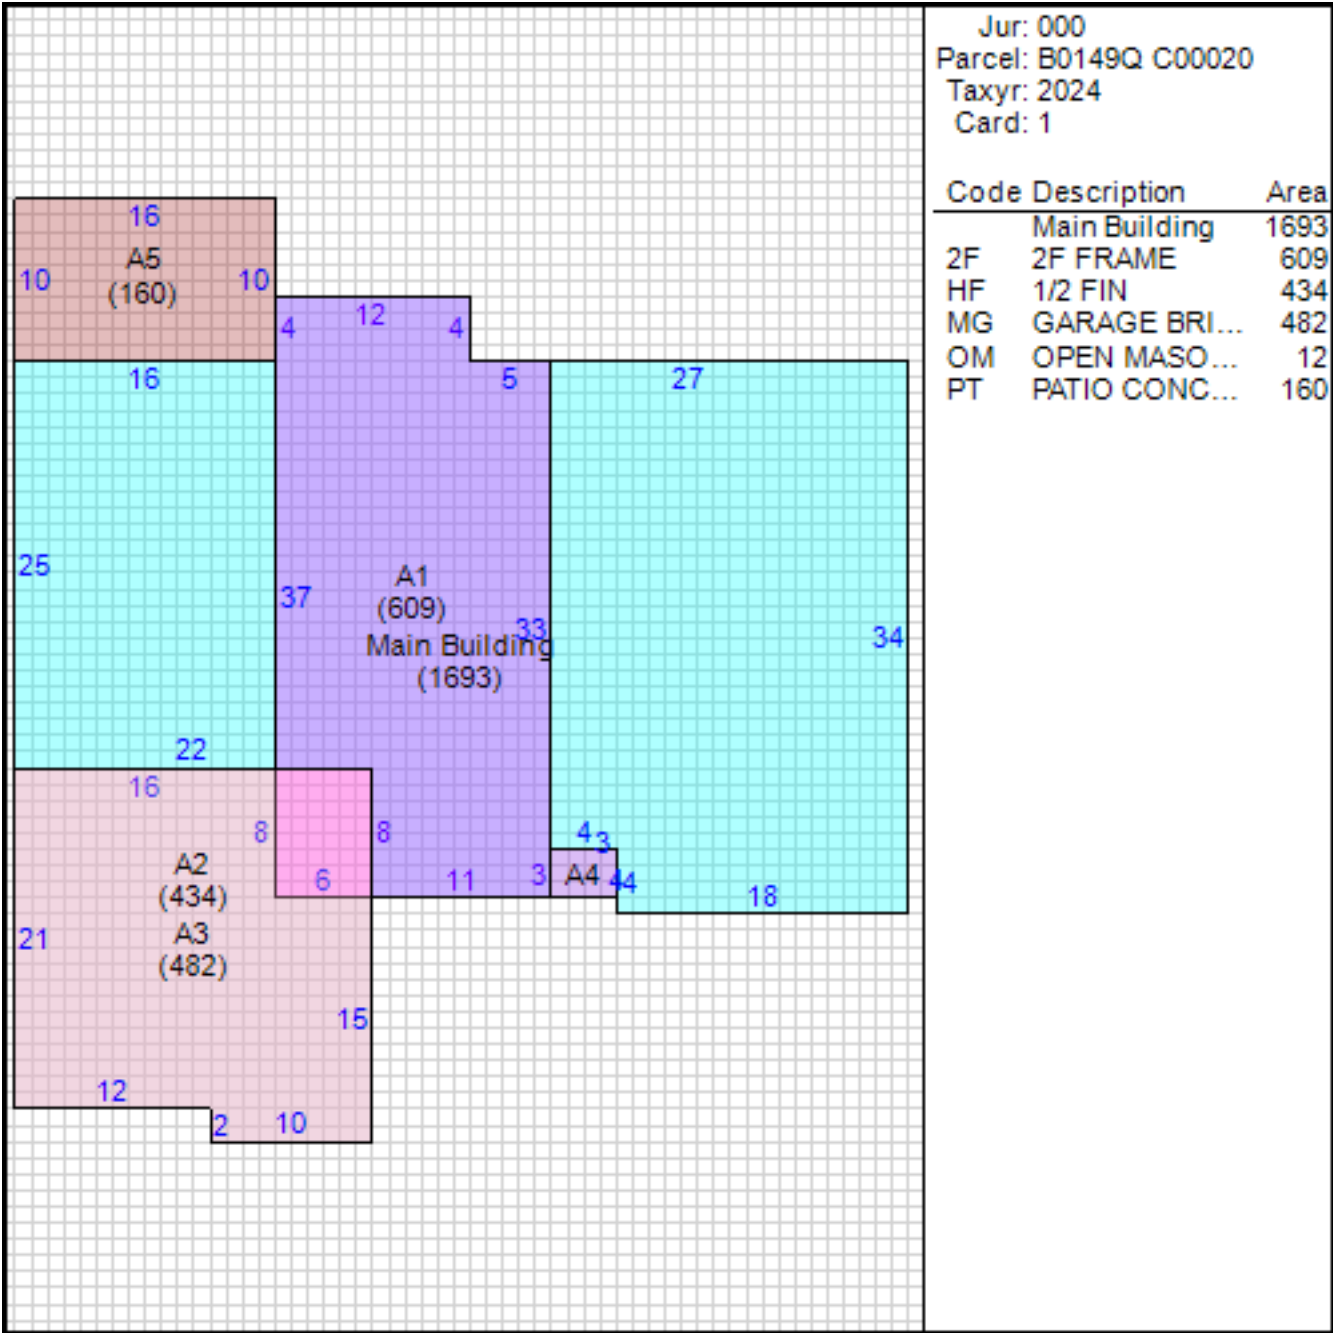 Jur: 000
Parcel: B0149Q C00020
Taxyr: 2024
Card: 1
Code Description Area
Main Building 1693
2F 2F FRAME 609
HF 1/2 FIN 434
MG GARAGE BRI... 482
OM OPEN MASO... 12
PT PATIO CONC... 160
16
A5
10 10
(160)
12
4 4
16 5 27
25
A1
37
(609)
33
34
Main Building
(1693)
22
16
8 8 4
3
A2
6 11 3 A4 44
(434)
18
A3
21
(482)
15
12
2 10